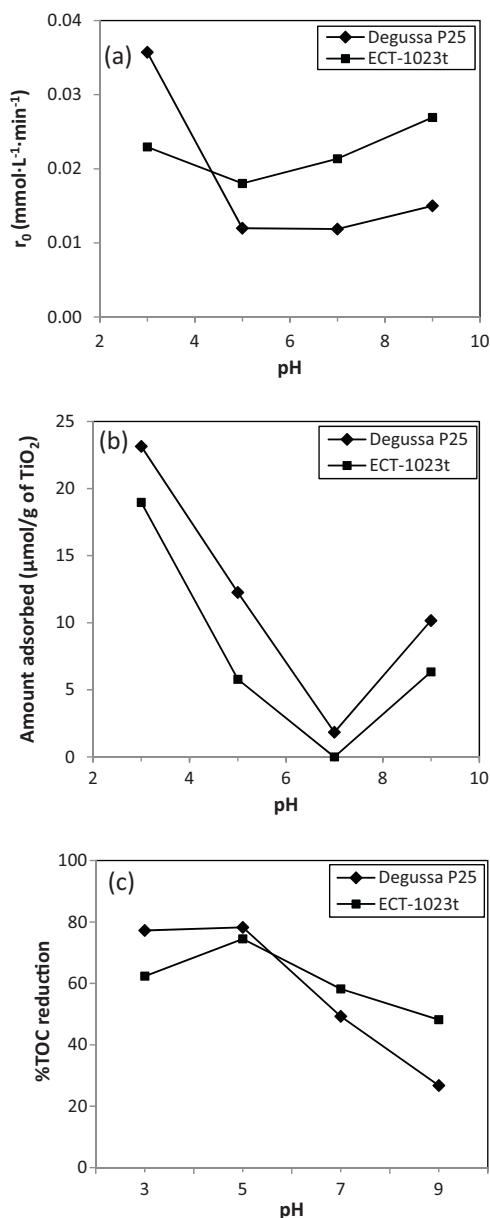 (a)
Degussa P25
ECT-1023t
0.04
0.03
0.02
0.01
0.00
r₀ (mmol·L⁻¹·min⁻¹)
2 4 6 8 10
pH
(b)
Degussa P25
ECT-1023t
25
20
15
10
5
0
Amount adsorbed (µmol/g of TiO₂)
2 4 6 8 10
pH
(c)
Degussa P25
ECT-1023t
100
80
60
40
20
0
%TOC reduction
3 5 7 9
pH